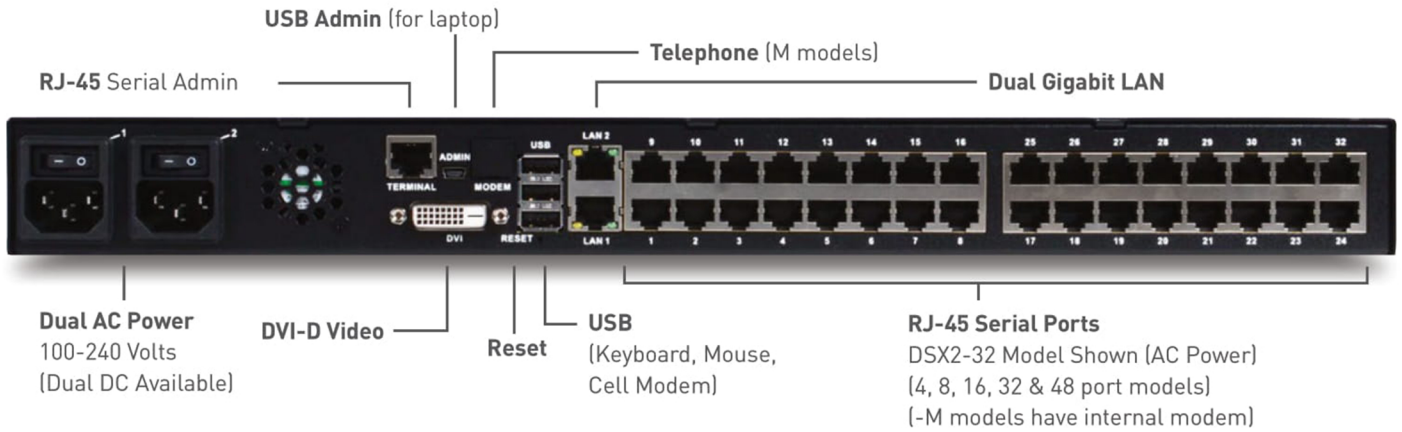 USB Admin (for laptop)
Telephone (M models)
RJ-45 Serial Admin
Dual Gigabit LAN
1
2
LAN 2
USB
ADMIN
TERMINAL
MODEM
DVI
RESET
LAN 1
9 10 11 12 13 14 15 16
25 26 27 28 29 30 31 32
1 2 3 4 5 6 7 8
17 18 19 20 21 22 23 24
Dual AC Power
100-240 Volts
(Dual DC Available)
DVI-D Video
Reset
USB
(Keyboard, Mouse,
Cell Modem)
RJ-45 Serial Ports
DSX2-32 Model Shown (AC Power)
(4, 8, 16, 32 & 48 port models)
(-M models have internal modem)